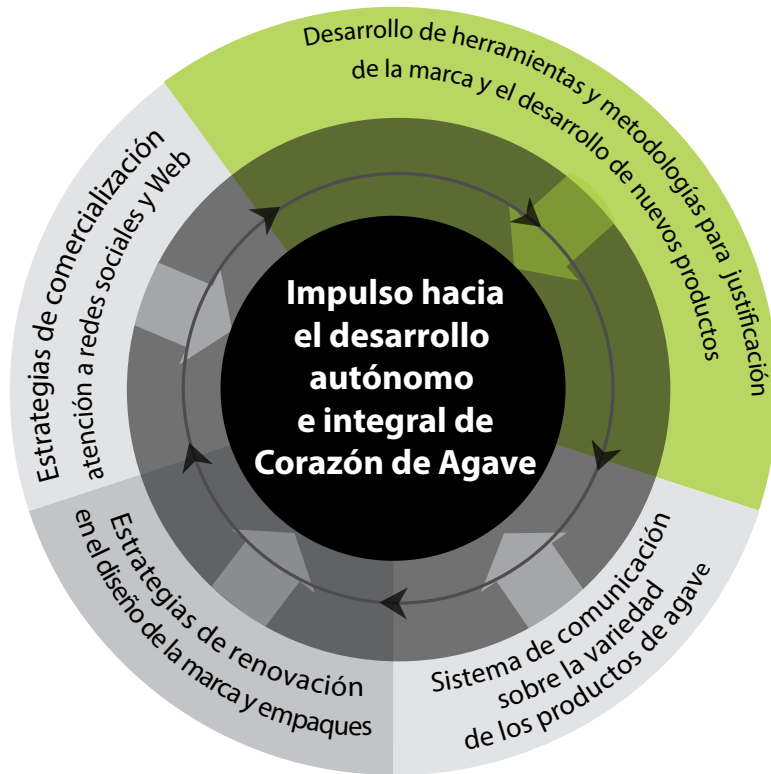 Desarrollo de herramientas y metodologías para justificación
de la marca y el desarrollo de nuevos productos
Estrategias de comercialización
atención a redes sociales y Web
Impulso hacia
el desarrollo
autónomo
e integral de
Corazón de Agave
Estrategias de renovación
en el diseño de la marca y empaques
Sistema de comunicación
sobre la variedad
de los productos de agave